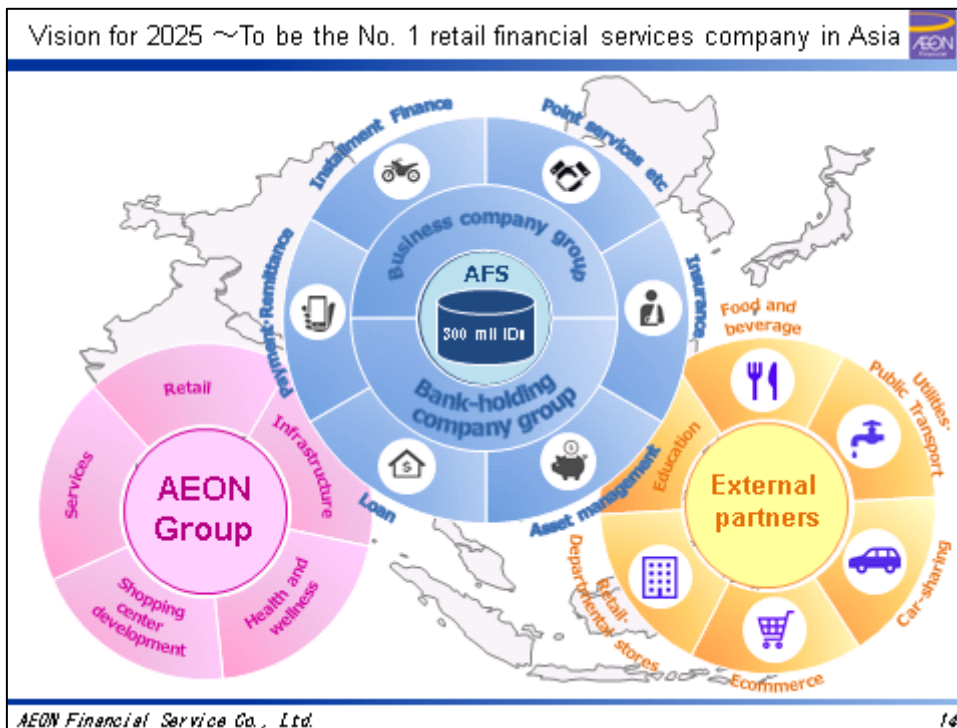 Vision for 2025 ～To be the No. 1 retail financial services company in Asia
ÆON
Financial
Installment Finance
Point services etc
Payment・Remittance
Insurance
Loan
Asset management
Business company group
AFS
300 mil IDs
Bank-holding
company group
Retail
Services
Infrastructure
Shopping
center
development
Health and
wellness
AEON
Group
Food and
beverage
Utilities・
Public Transport
Education
External
partners
Car-sharing
Retail・
Departmental stores
Ecommerce
AEON Financial Service Co., Ltd.
14